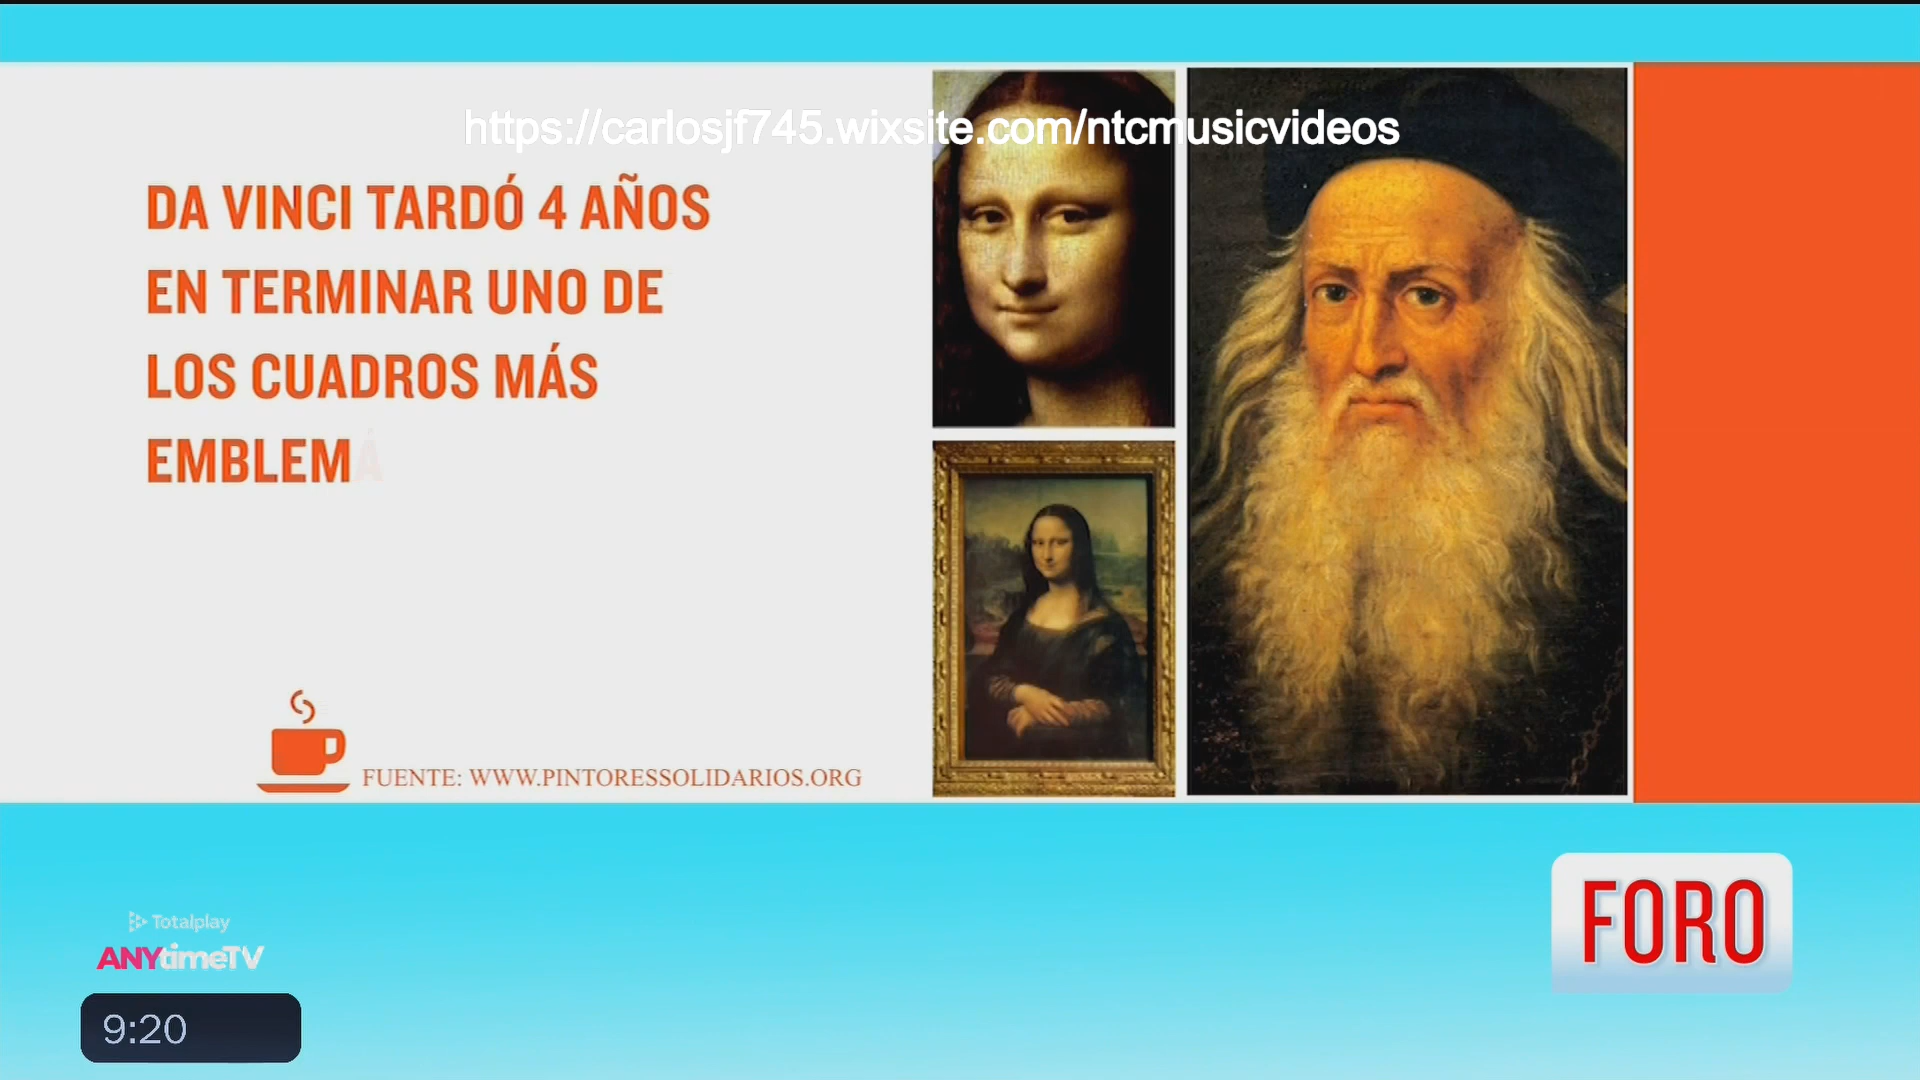 https://carlosjf745.wixsite.com/ntcmusicvideos
DA VINCI TARDÓ 4 AÑOS
EN TERMINAR UNO DE
LOS CUADROS MÁS
EMBLEMÁ
FUENTE: WWW.PINTORESSOLIDARIOS.ORG
FORO
Totalplay
ANYtimeTV
9:20